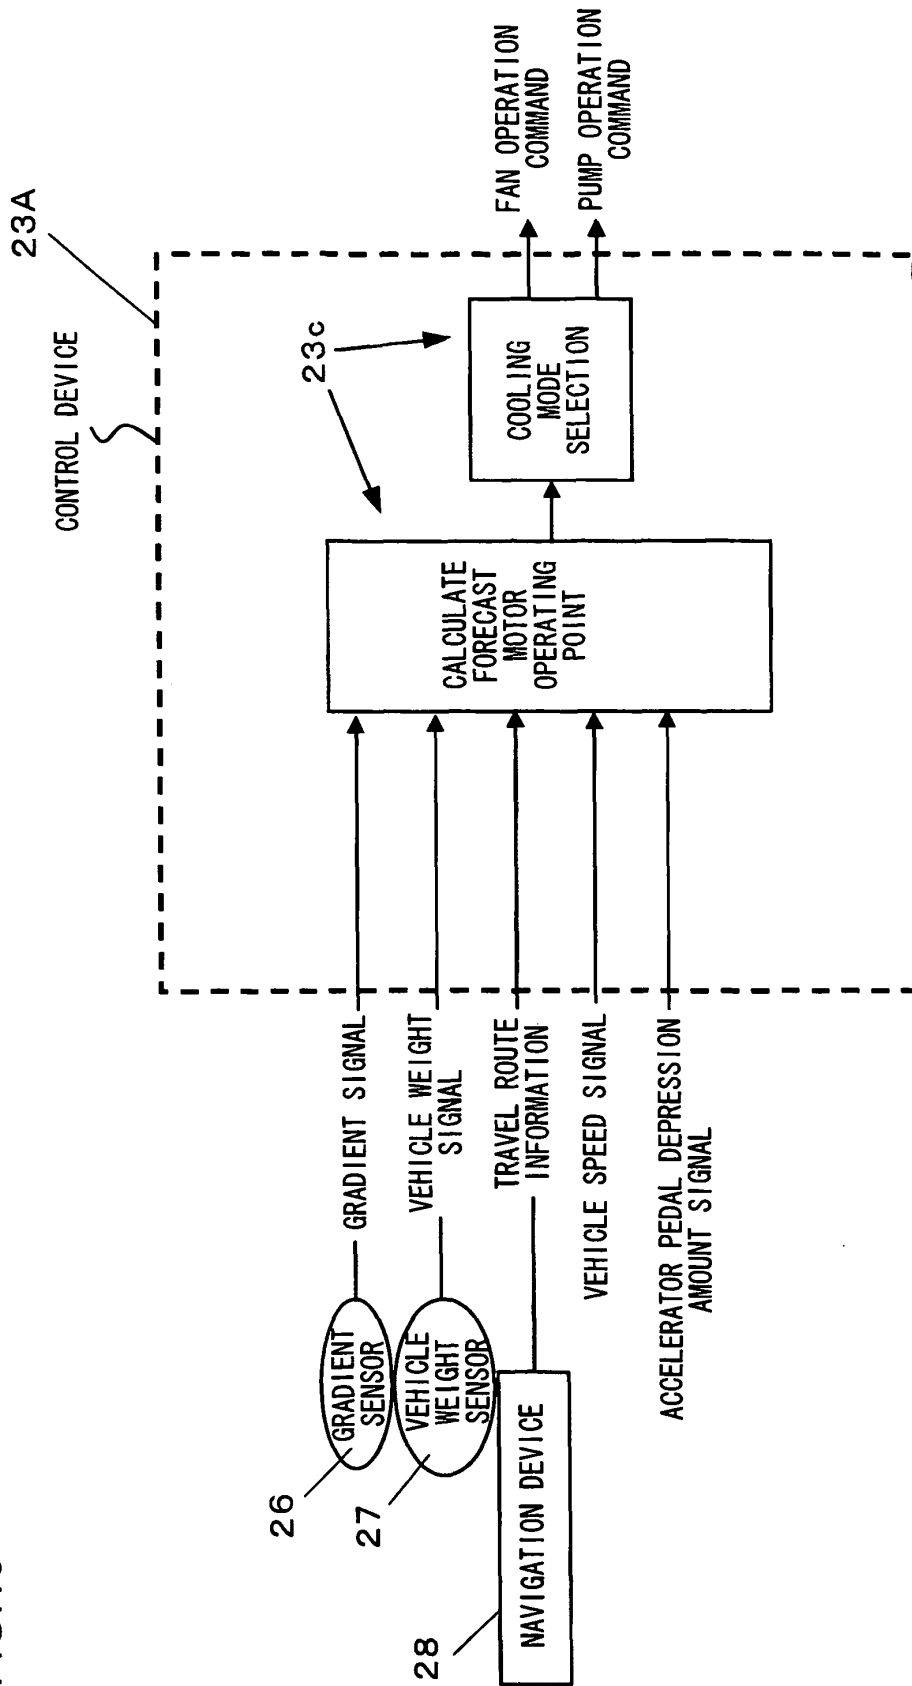 23A
CONTROL DEVICE
23c
GRADIENT
SENSOR
26
GRADIENT SIGNAL
VEHICLE
WEIGHT
SENSOR
27
VEHICLE WEIGHT
SIGNAL
NAVIGATION DEVICE
28
TRAVEL ROUTE
INFORMATION
VEHICLE SPEED SIGNAL
ACCELERATOR PEDAL DEPRESSION
AMOUNT SIGNAL
CALCULATE
FORECAST
MOTOR
OPERATING
POINT
COOLING
MODE
SELECTION
FAN OPERATION
COMMAND
PUMP OPERATION
COMMAND